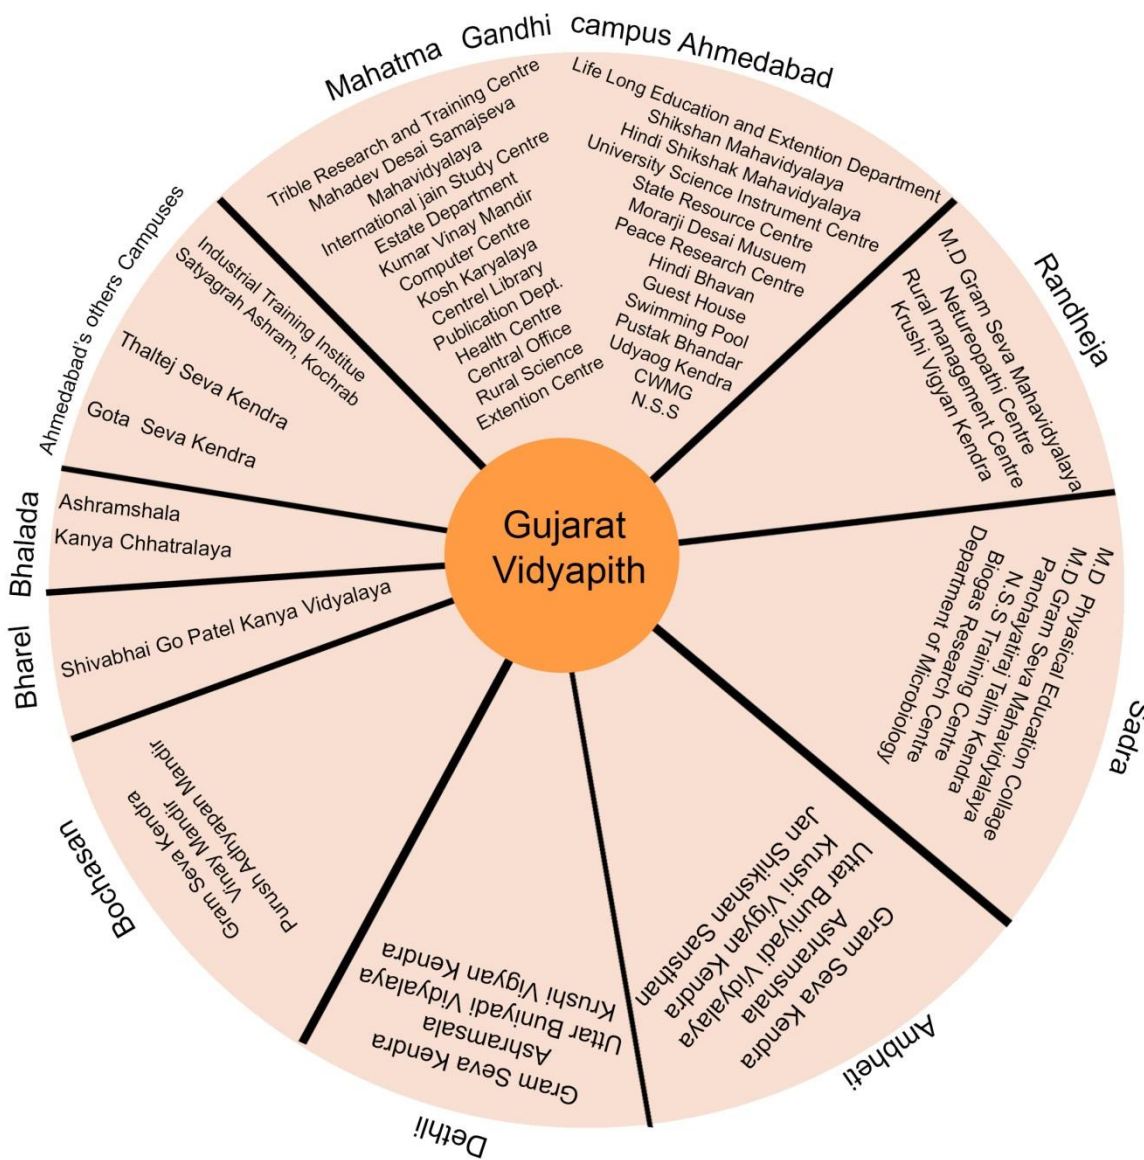 Mahatma Gandhi campus Ahmedabad
Trible Research and Training Centre
Mahadev Desai Samajseva
Mahavidyalaya
International jain Study Centre
Estate Department
Kumar Vinay Mandir
Computer Centre
Kosh Karyalaya
Centrel Library
Publication Dept.
Health Centre
Central Office
Rural Science
Extention Centre
Life Long Education and Extention Department
Shikshan Mahavidyalaya
Hindi Shikshak Mahavidyalaya
University Science Instrument Centre
State Resource Centre
Morarji Desai Musuem
Peace Research Centre
Hindi Bhavan
Guest House
Swimming Pool
Pustak Bhandar
Udyaog Kendra
CWMG
N.S.S
Randheja
M.D Gram Seva Mahavidyalaya
Netureopathi Centre
Rural management Centre
Krushi Vigyan Kendra
Sadra
M.D Phyasical Education Collage
M.D Gram Seva Mahavidyalaya
Panchayatiraj Talim Kendra
N.S.S Training Centre
Biogas Research Centre
Department of Microbiology
Ambheti
Gram Seva Kendra
Ashramshala
Uttar Buniyadi Vidyalaya
Krushi Vigyan Kendra
Jan Shikshan Sansthan
Dethli
Gram Seva Kendra
Ashramsala
Uttar Buniyadi Vidyalaya
Krushi Vigyan Kendra
Bochasan
Gram Seva Kendra
Vinay Mandir
Purush Adhyapan Mandir
Bharel
Shivabhai Go Patel Kanya Vidyalaya
Bhalada
Ashramshala
Kanya Chhatralaya
Ahmedabad's others Campuses
Industrial Training Institue
Satyagrah Ashram, Kochrab
Thaltej Seva Kendra
Gota Seva Kendra
Gujarat
Vidyapith